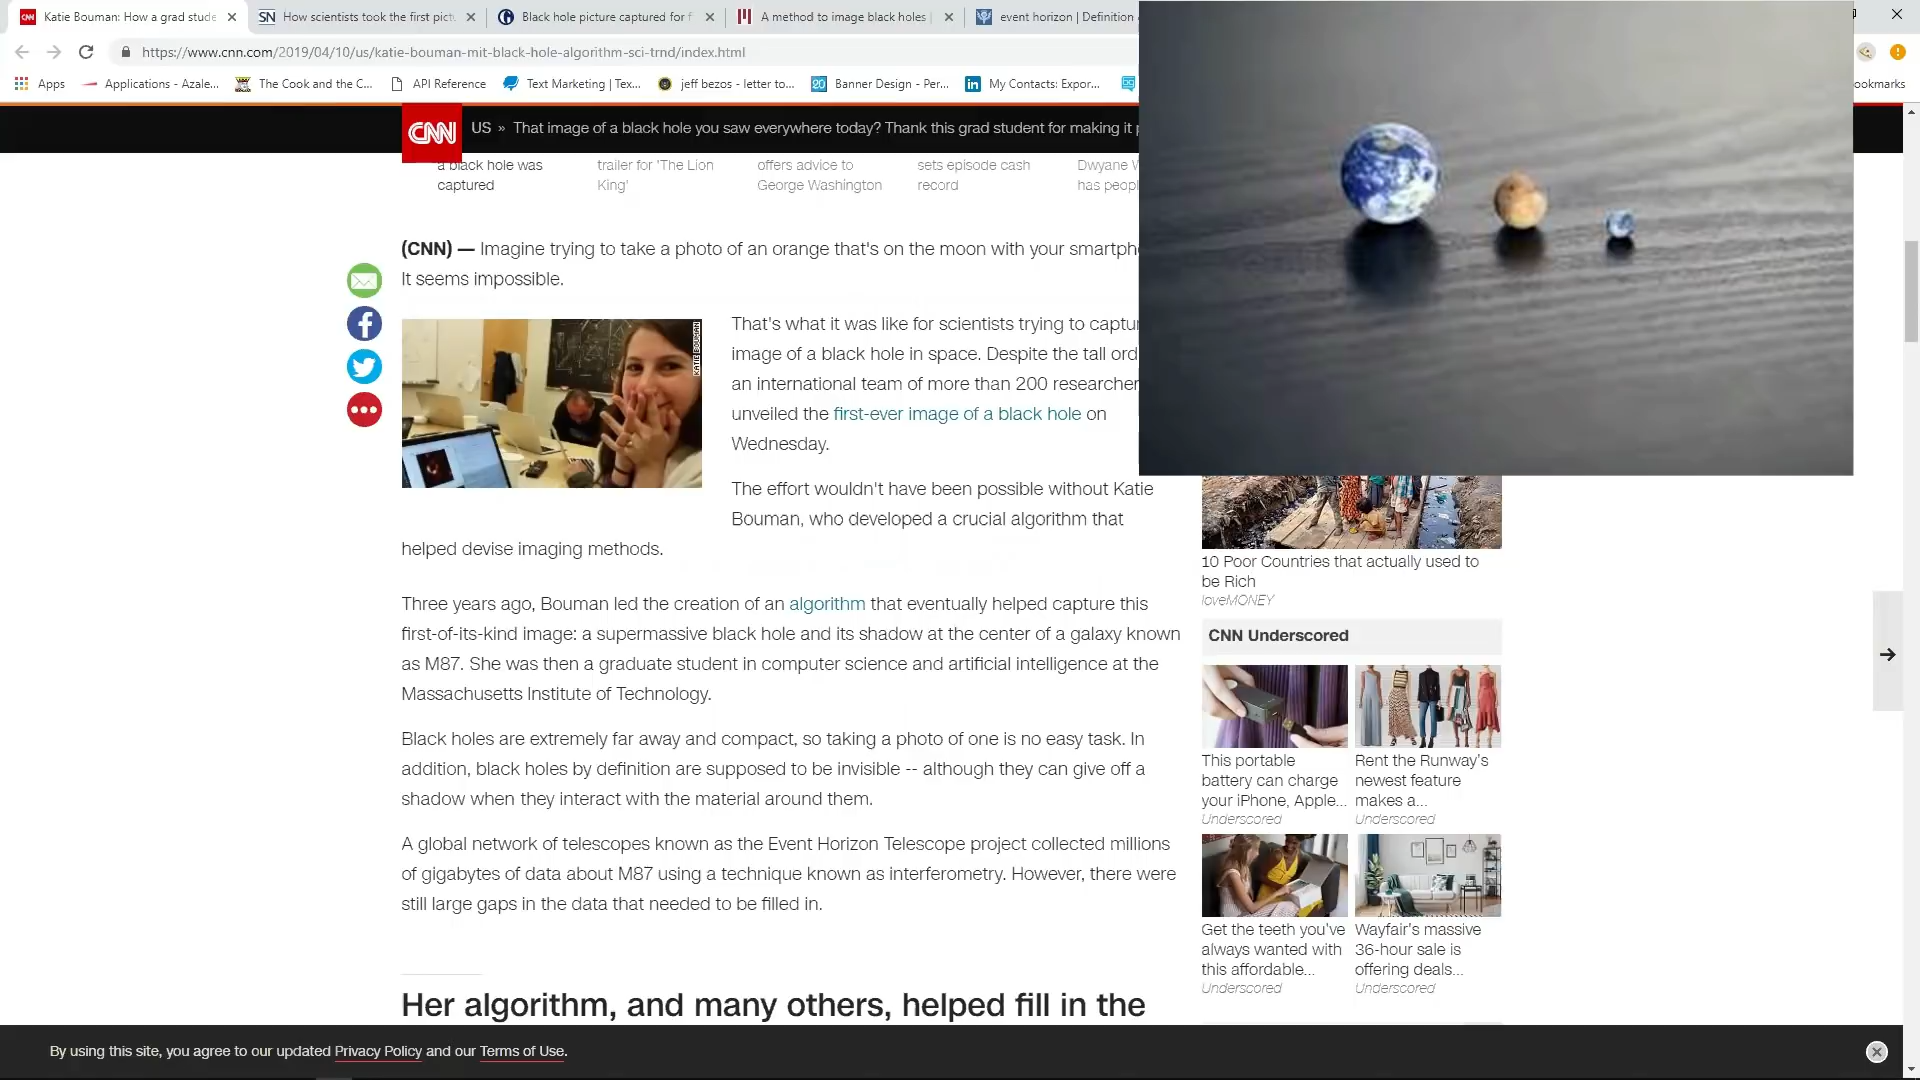 Katie Bouman: How a grad stude
How scientists took the first pict
Black hole picture captured for f
A method to image black holes
event horizon | Definition
https://www.cnn.com/2019/04/10/us/katie-bouman-mit-black-hole-algorithm-sci-trnd/index.html
Apps
Applications - Azale...
The Cook and the C...
API Reference
Text Marketing | Tex...
jeff bezos - letter to...
Banner Design - Per...
My Contacts: Expor...
ookmarks
CNN
US » That image of a black hole you saw everywhere today? Thank this grad student for making it p
a black hole was
captured
trailer for 'The Lion
King'
offers advice to
George Washington
sets episode cash
record
Dwyane W
has peopl
(CNN) — Imagine trying to take a photo of an orange that's on the moon with your smartpho
It seems impossible.
KATIE BOUMAN
That's what it was like for scientists trying to captu
image of a black hole in space. Despite the tall ord
an international team of more than 200 researcher
unveiled the first-ever image of a black hole on
Wednesday.
The effort wouldn't have been possible without Katie
Bouman, who developed a crucial algorithm that
helped devise imaging methods.
Three years ago, Bouman led the creation of an algorithm that eventually helped capture this
first-of-its-kind image: a supermassive black hole and its shadow at the center of a galaxy known
as M87. She was then a graduate student in computer science and artificial intelligence at the
Massachusetts Institute of Technology.
Black holes are extremely far away and compact, so taking a photo of one is no easy task. In
addition, black holes by definition are supposed to be invisible -- although they can give off a
shadow when they interact with the material around them.
A global network of telescopes known as the Event Horizon Telescope project collected millions
of gigabytes of data about M87 using a technique known as interferometry. However, there were
still large gaps in the data that needed to be filled in.
Her algorithm, and many others, helped fill in the
10 Poor Countries that actually used to
be Rich
loveMONEY
CNN Underscored
This portable
battery can charge
your iPhone, Apple...
Underscored
Rent the Runway's
newest feature
makes a...
Underscored
Get the teeth you've
always wanted with
this affordable...
Underscored
Wayfair's massive
36-hour sale is
offering deals...
Underscored
By using this site, you agree to our updated Privacy Policy and our Terms of Use.